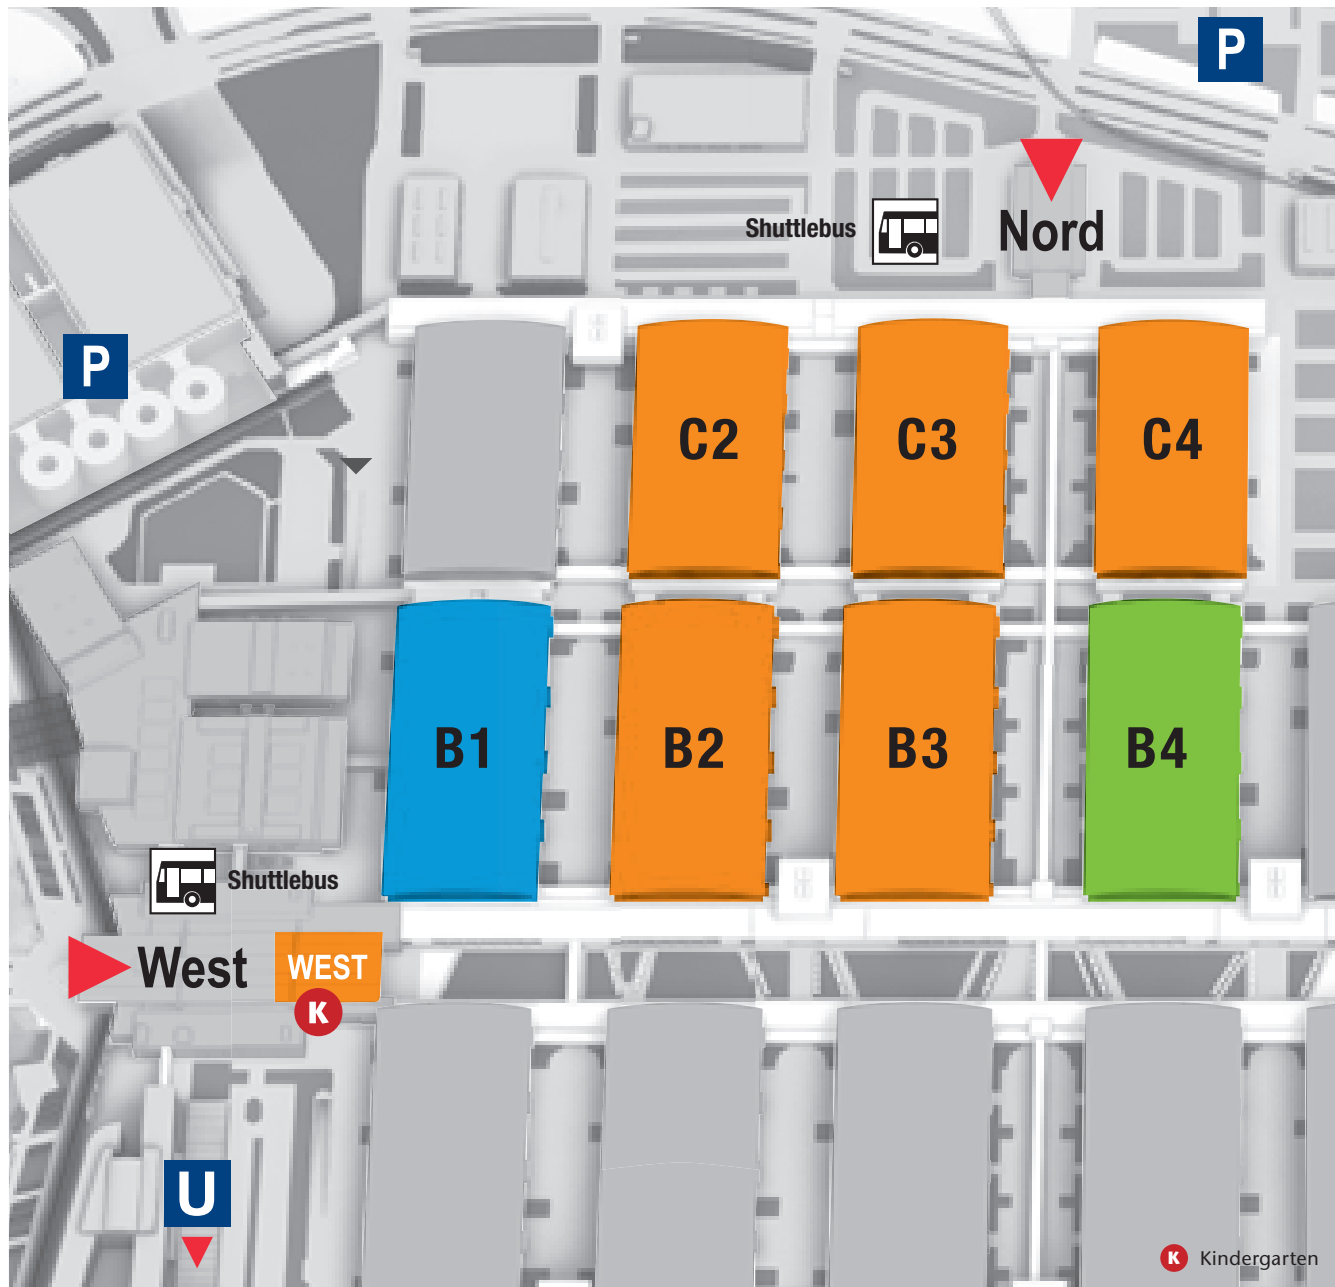 P
Shuttlebus
Nord
P
C2 C3 C4
B1 B2 B3 B4
Shuttlebus
West WEST
K
U
K Kindergarten